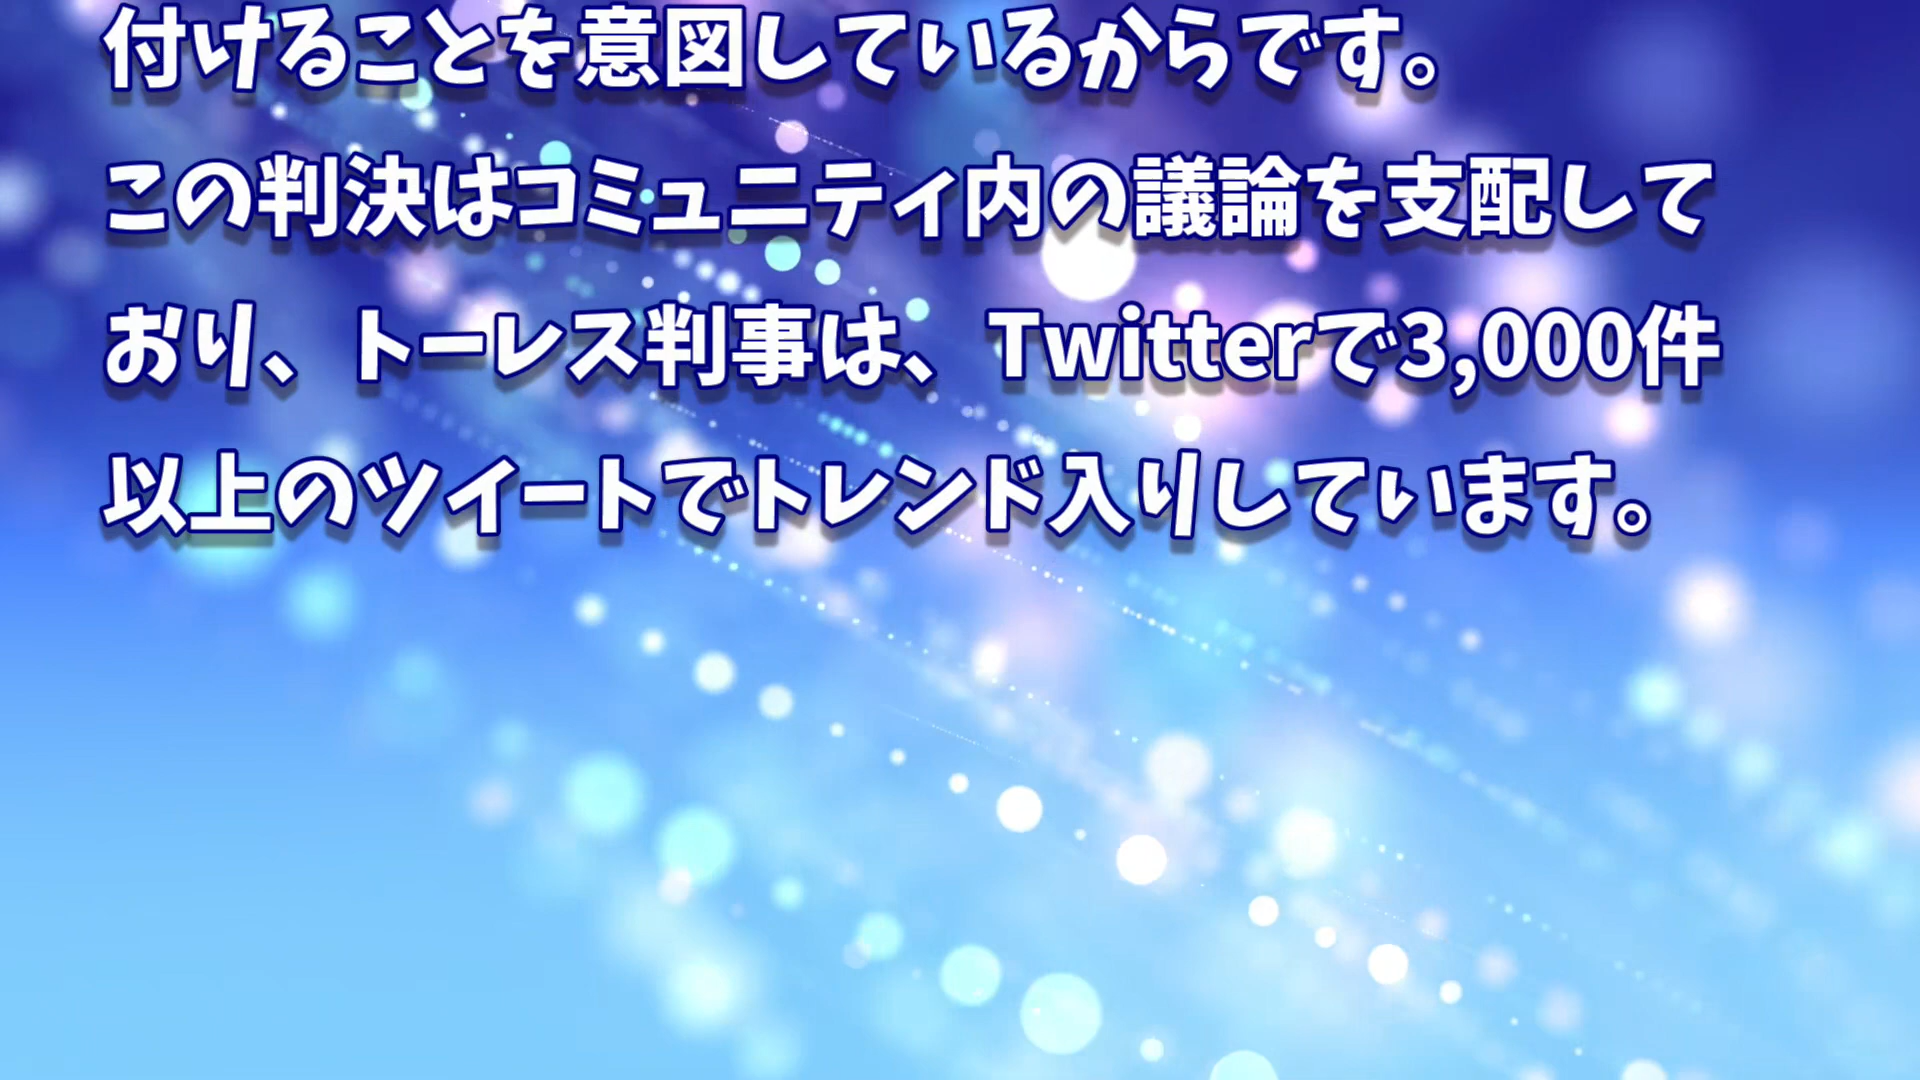 付けることを意図しているからです。
この判決はコミュニティ内の議論を支配して
おり、トーレス判事は、Twitterで3,000件
以上のツイートでトレンド入りしています。